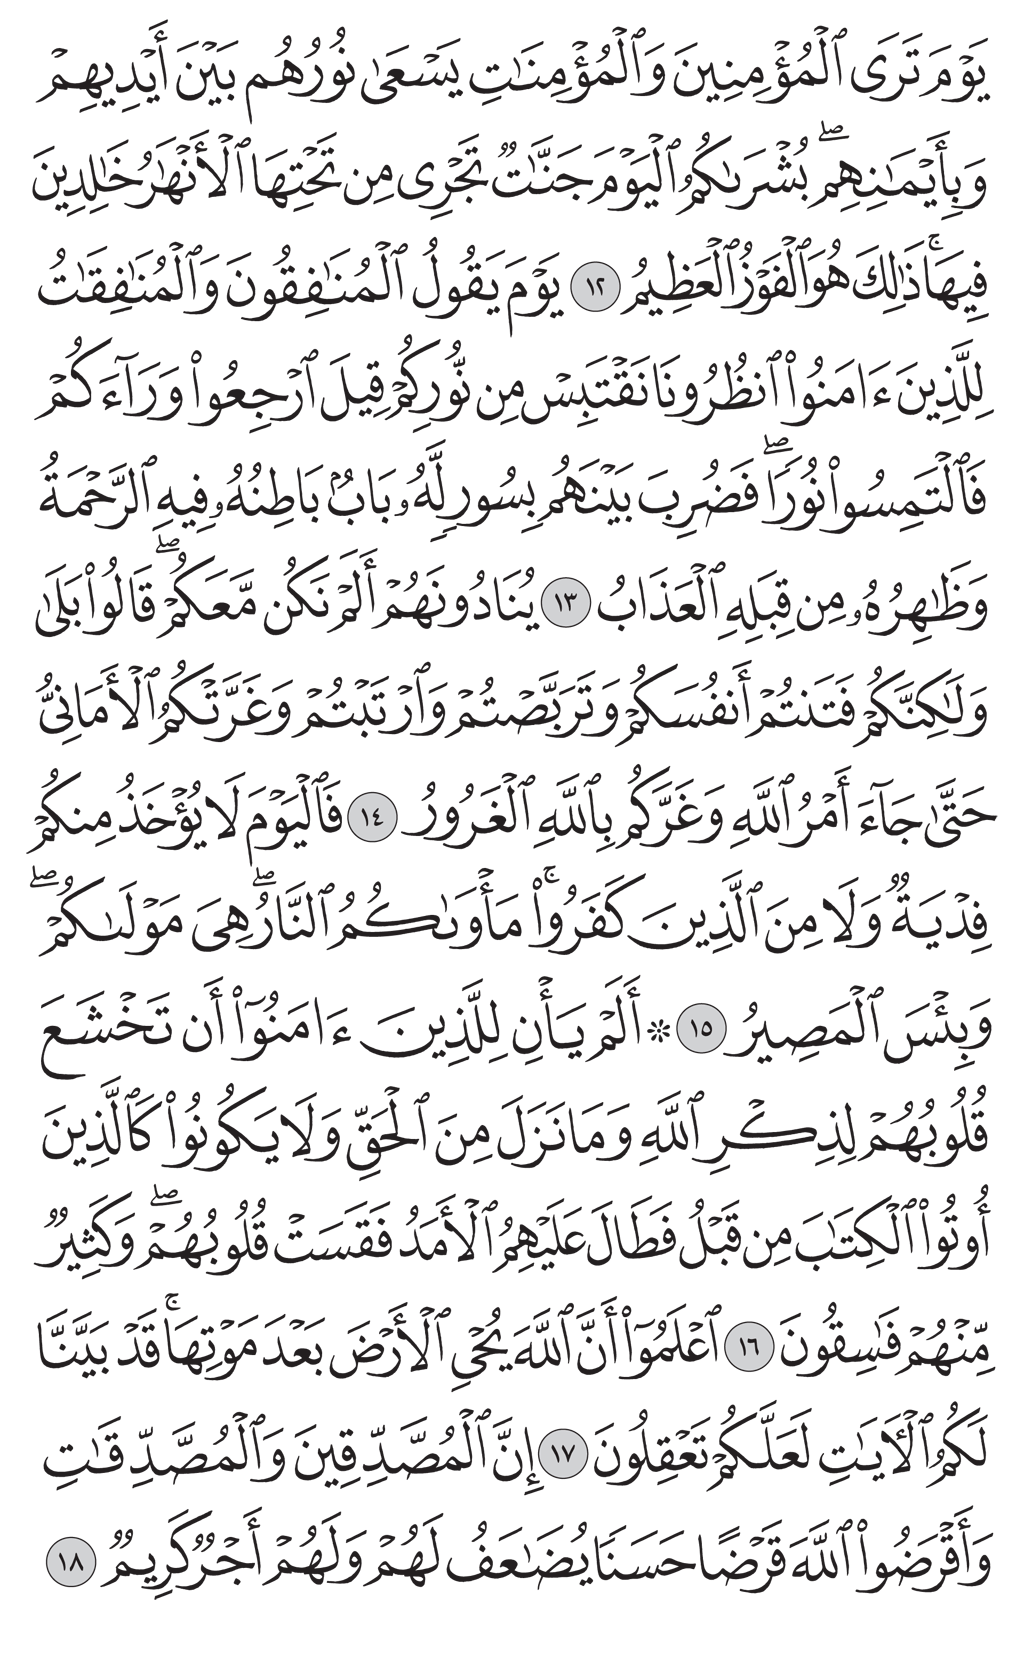 يَوْمَ تَرَى ٱلْمُؤْمِنِينَ وَٱلْمُؤْمِنَٰتِ يَسْعَىٰ نُورُهُم بَيْنَ أَيْدِيهِمْ
وَبِأَيْمَٰنِهِمۖ بُشْرَىٰكُمُ ٱلْيَوْمَ جَنَّٰتٌ تَجْرِى مِن تَحْتِهَا ٱلْأَنْهَٰرُ خَٰلِدِينَ
فِيهَاۚ ذَٰلِكَ هُوَ ٱلْفَوْزُ ٱلْعَظِيمُ ١٢ يَوْمَ يَقُولُ ٱلْمُنَٰفِقُونَ وَٱلْمُنَٰفِقَٰتُ
لِلَّذِينَ ءَامَنُوا۟ ٱنظُرُونَا نَقْتَبِسْ مِن نُّورِكُمْ قِيلَ ٱرْجِعُوا۟ وَرَآءَكُمْ
فَٱلْتَمِسُوا۟ نُورًاۖ فَضُرِبَ بَيْنَهُم بِسُورٍ لَّهُۥ بَابٌۢ بَاطِنُهُۥ فِيهِ ٱلرَّحْمَةُ
وَظَٰهِرُهُۥ مِن قِبَلِهِ ٱلْعَذَابُ ١٣ يُنَادُونَهُمْ أَلَمْ نَكُن مَّعَكُمْۖ قَالُوا۟ بَلَىٰ
وَلَٰكِنَّكُمْ فَتَنتُمْ أَنفُسَكُمْ وَتَرَبَّصْتُمْ وَٱرْتَبْتُمْ وَغَرَّتْكُمُ ٱلْأَمَانِىُّ
حَتَّىٰ جَآءَ أَمْرُ ٱللَّهِ وَغَرَّكُم بِٱللَّهِ ٱلْغَرُورُ ١٤ فَٱلْيَوْمَ لَا يُؤْخَذُ مِنكُمْ
فِدْيَةٌ وَلَا مِنَ ٱلَّذِينَ كَفَرُوا۟ۚ مَأْوَىٰكُمُ ٱلنَّارُۖ هِىَ مَوْلَىٰكُمْۖ
وَبِئْسَ ٱلْمَصِيرُ ١٥ ۞ أَلَمْ يَأْنِ لِلَّذِينَ ءَامَنُوٓا۟ أَن تَخْشَعَ
قُلُوبُهُمْ لِذِكْرِ ٱللَّهِ وَمَا نَزَلَ مِنَ ٱلْحَقِّ وَلَا يَكُونُوا۟ كَٱلَّذِينَ
أُوتُوا۟ ٱلْكِتَٰبَ مِن قَبْلُ فَطَالَ عَلَيْهِمُ ٱلْأَمَدُ فَقَسَتْ قُلُوبُهُمْۖ وَكَثِيرٌ
مِّنْهُمْ فَٰسِقُونَ ١٦ ٱعْلَمُوٓا۟ أَنَّ ٱللَّهَ يُحْىِ ٱلْأَرْضَ بَعْدَ مَوْتِهَاۚ قَدْ بَيَّنَّا
لَكُمُ ٱلْءَايَٰتِ لَعَلَّكُمْ تَعْقِلُونَ ١٧ إِنَّ ٱلْمُصَّدِّقِينَ وَٱلْمُصَّدِّقَٰتِ
وَأَقْرَضُوا۟ ٱللَّهَ قَرْضًا حَسَنًا يُضَٰعَفُ لَهُمْ وَلَهُمْ أَجْرٌ كَرِيمٌ ١٨